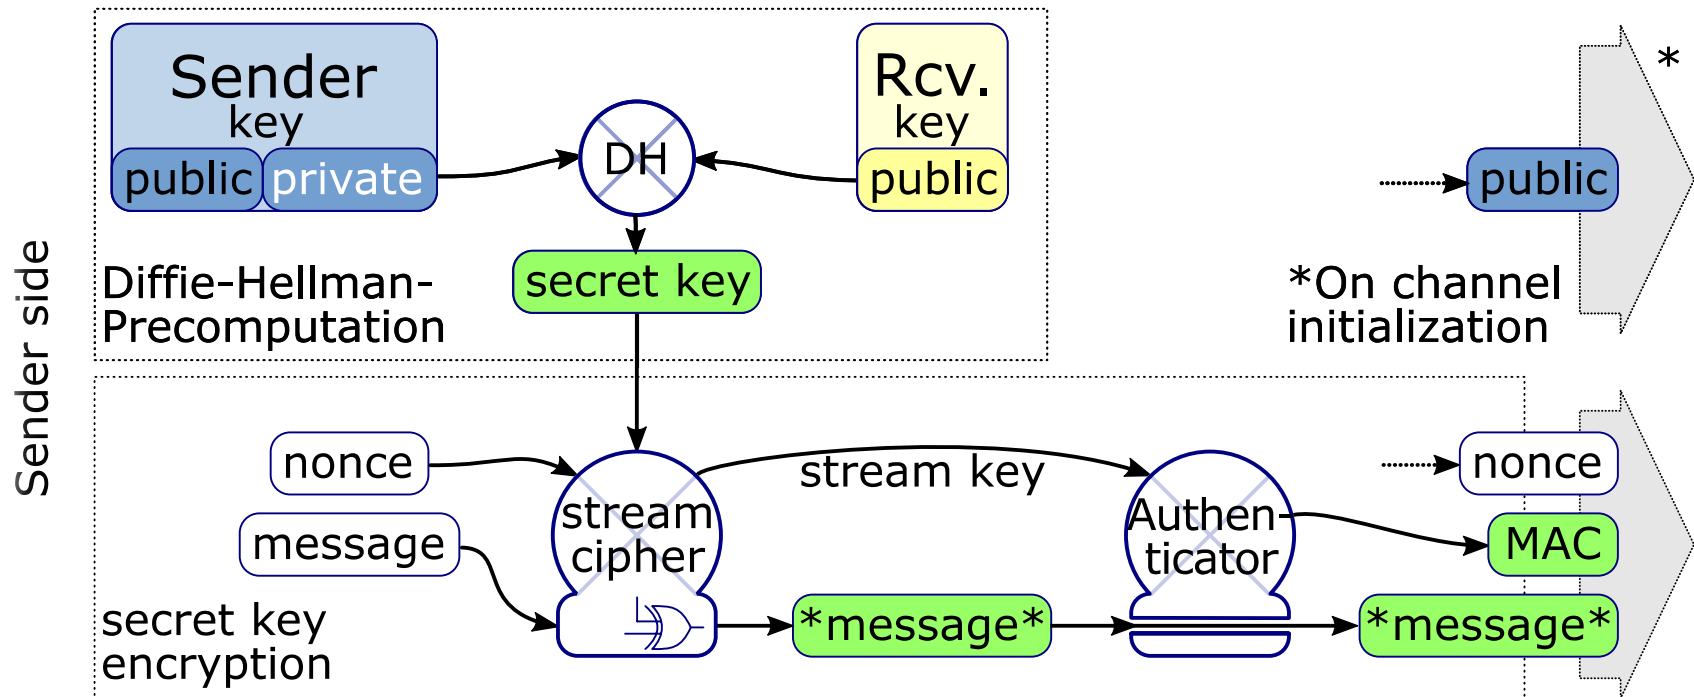 Sender side
Sender
key
public
private
DH
Rcv.
key
public
secret key
Diffie-Hellman-
Precomputation
*
public
*On channel
initialization
nonce
message
stream
cipher
stream key
Authen-
ticator
nonce
MAC
*message*
*message*
secret key
encryption